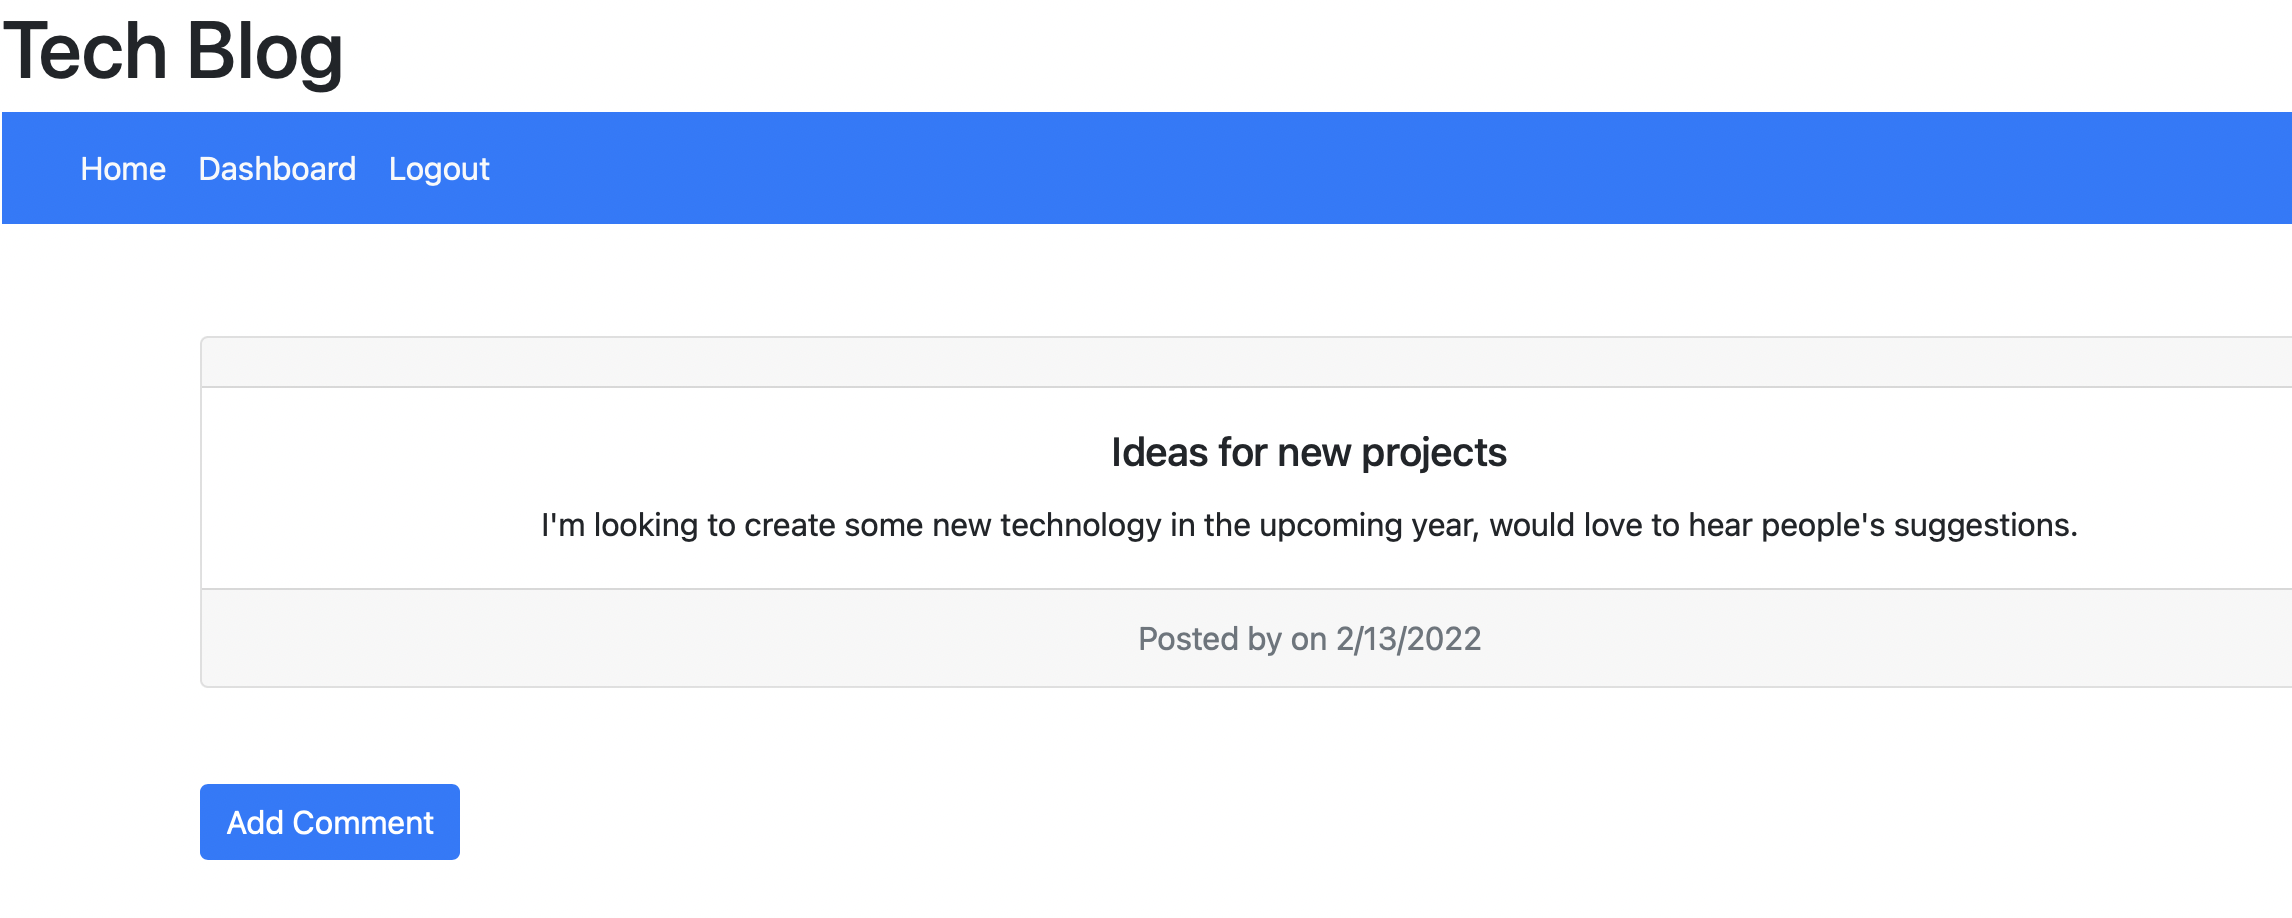 Tech Blog
Home Dashboard Logout
Ideas for new projects
I'm looking to create some new technology in the upcoming year, would love to hear people's suggestions.
Posted by on 2/13/2022
Add Comment